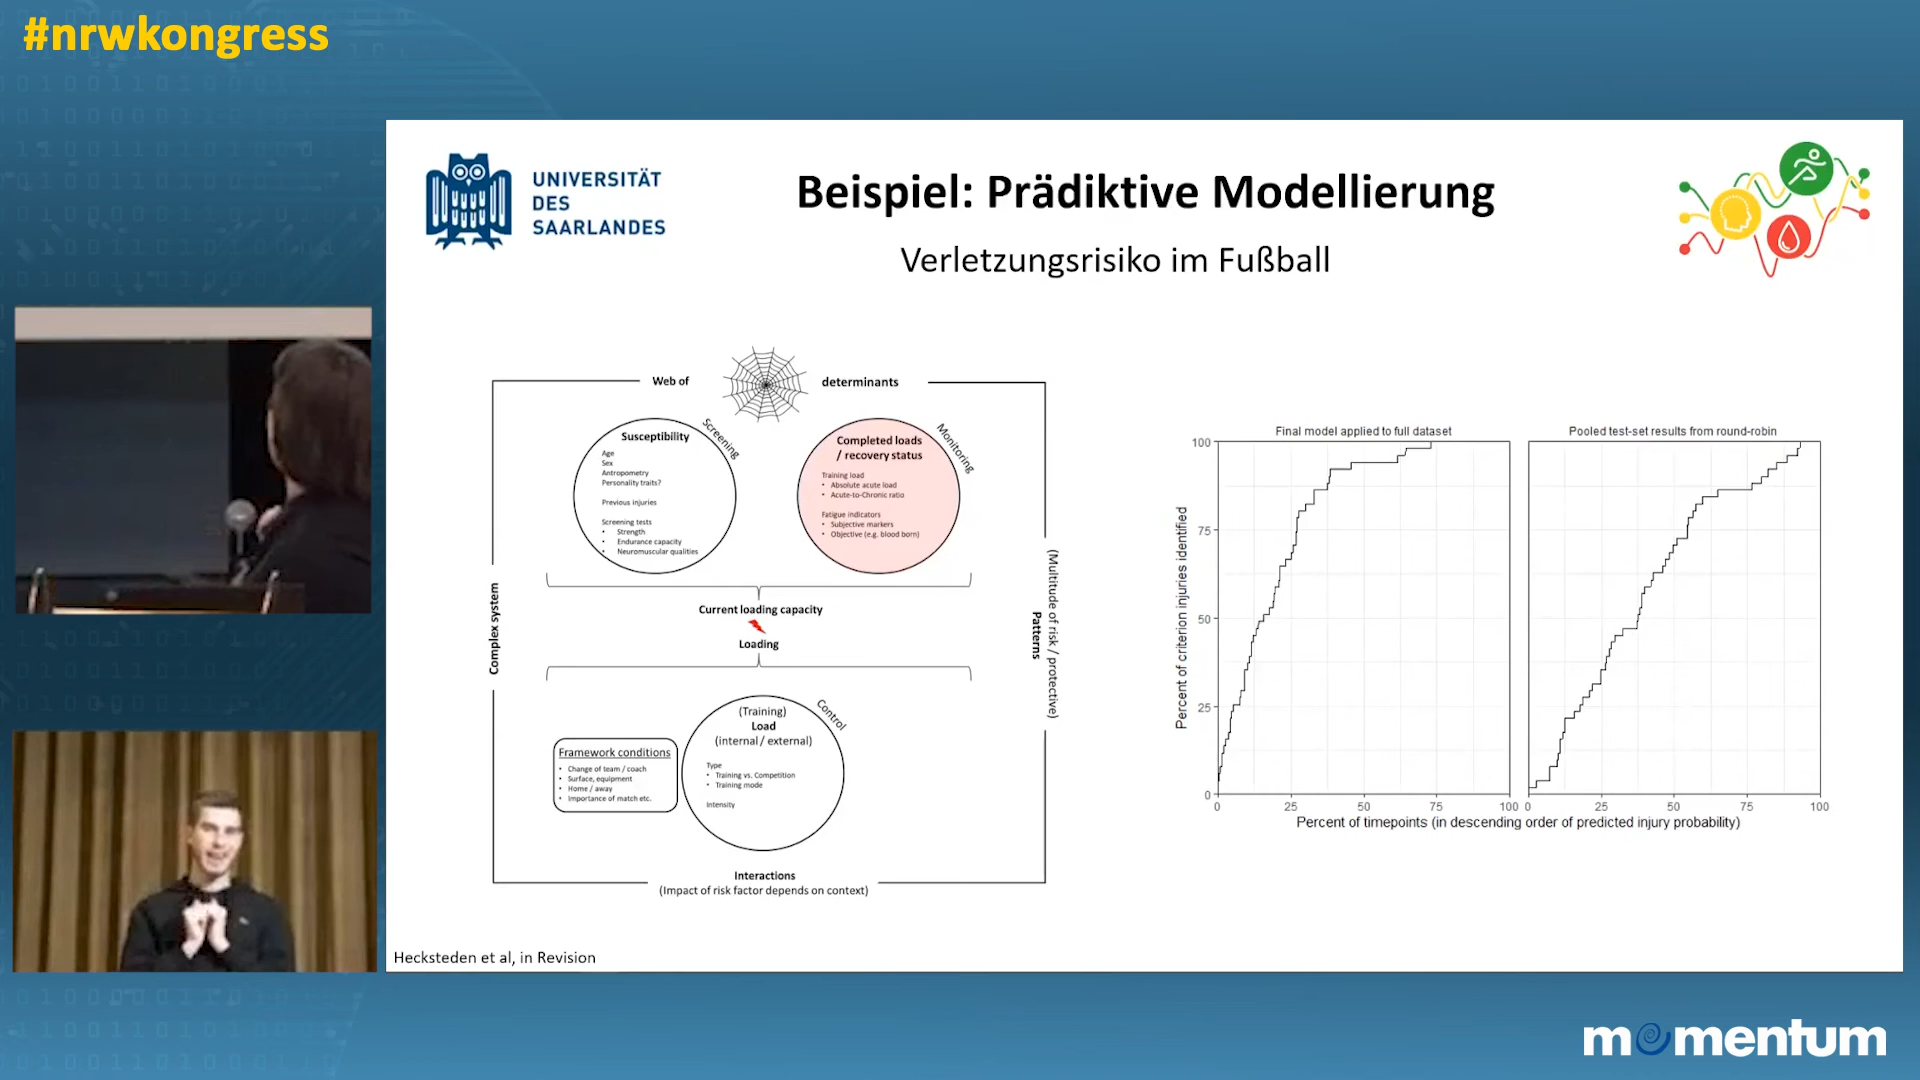 #nrwkongress
UNIVERSITÄT
DES
SAARLANDES
Beispiel: Prädiktive Modellierung
Verletzungsrisiko im Fußball
Web of determinants
Susceptibility
Screening
Age
Sex
Antropometry
Personality traits?
Previous injuries
Screening tests
• Strength
• Endurance capacity
• Neuromuscular qualities
Completed loads
/ recovery status
Monitoring
Training load
• Absolute acute load
• Acute-to-Chronic ratio
Fatigue indicators
• Subjective markers
• Objective (e.g. blood born)
Complex system
Current loading capacity
Loading
(Multitude of risk / protective)
Patterns
(Training)
Load
(internal / external)
Control
Type
• Training vs. Competition
• Training mode
Intensity
Framework conditions
• Change of team / coach
• Surface, equipment
• Home / away
• Importance of match etc.
Interactions
(Impact of risk factor depends on context)
Final model applied to full dataset
Pooled test-set results from round-robin
Percent of criterion injuries identified
100
75
50
25
0
0 25 50 75 100
0 25 50 75 100
Percent of timepoints (in descending order of predicted injury probability)
Hecksteden et al, in Revision
momentum